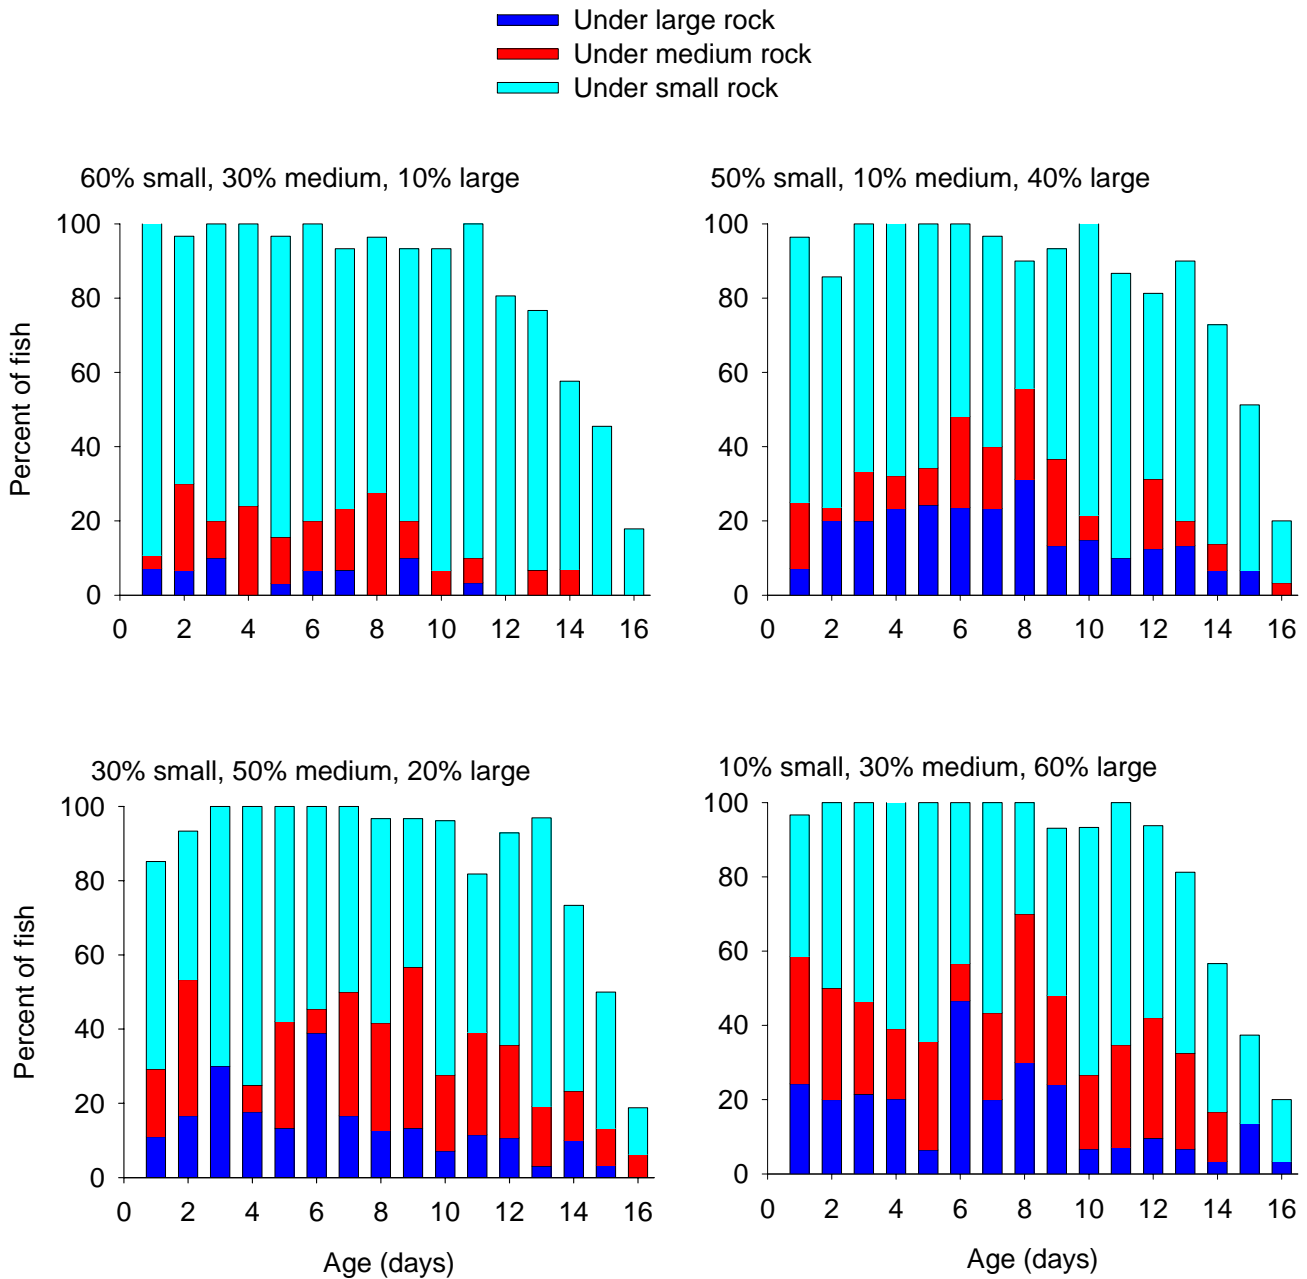 Under large rock
Under medium rock
Under small rock
60% small, 30% medium, 10% large
100
80
60
40
20
0
Percent of fish
0 2 4 6 8 10 12 14 16
50% small, 10% medium, 40% large
100
80
60
40
20
0
0 2 4 6 8 10 12 14 16
30% small, 50% medium, 20% large
100
80
60
40
20
0
Percent of fish
0 2 4 6 8 10 12 14 16
Age (days)
10% small, 30% medium, 60% large
100
80
60
40
20
0
0 2 4 6 8 10 12 14 16
Age (days)